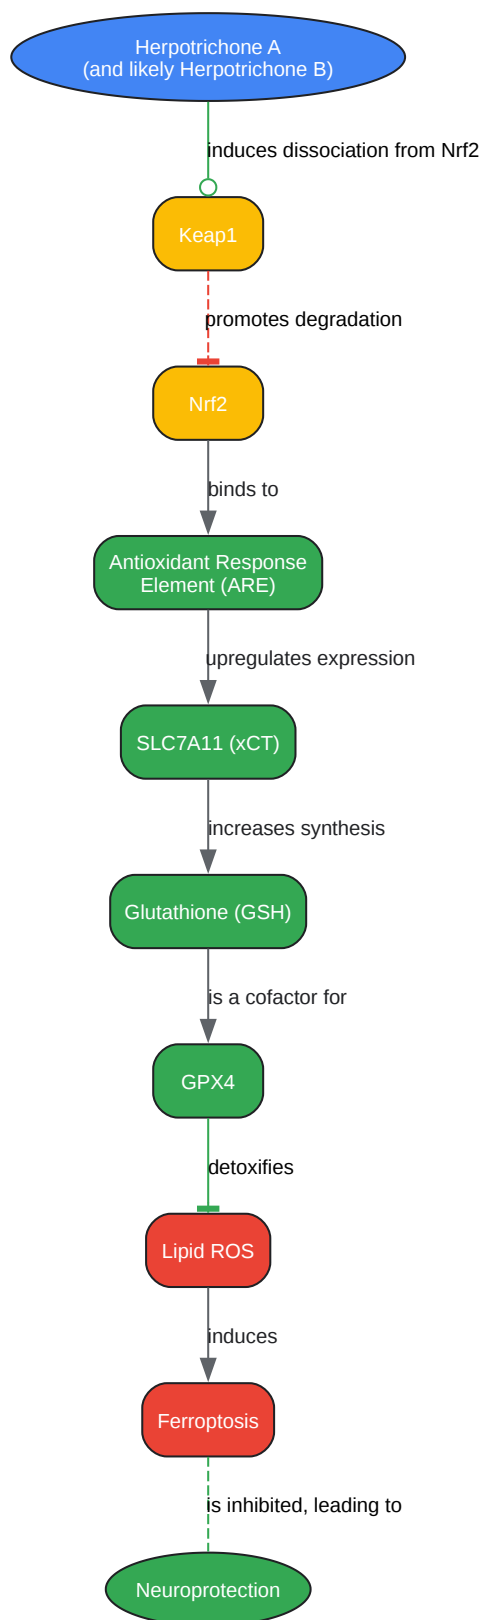 Herpotrichone A
(and likely Herpotrichone B)
induces dissociation from Nrf2
Keap1
promotes degradation
Nrf2
binds to
Antioxidant Response
Element (ARE)
upregulates expression
SLC7A11 (xCT)
increases synthesis
Glutathione (GSH)
is a cofactor for
GPX4
detoxifies
Lipid ROS
induces
Ferroptosis
is inhibited, leading to
Neuroprotection